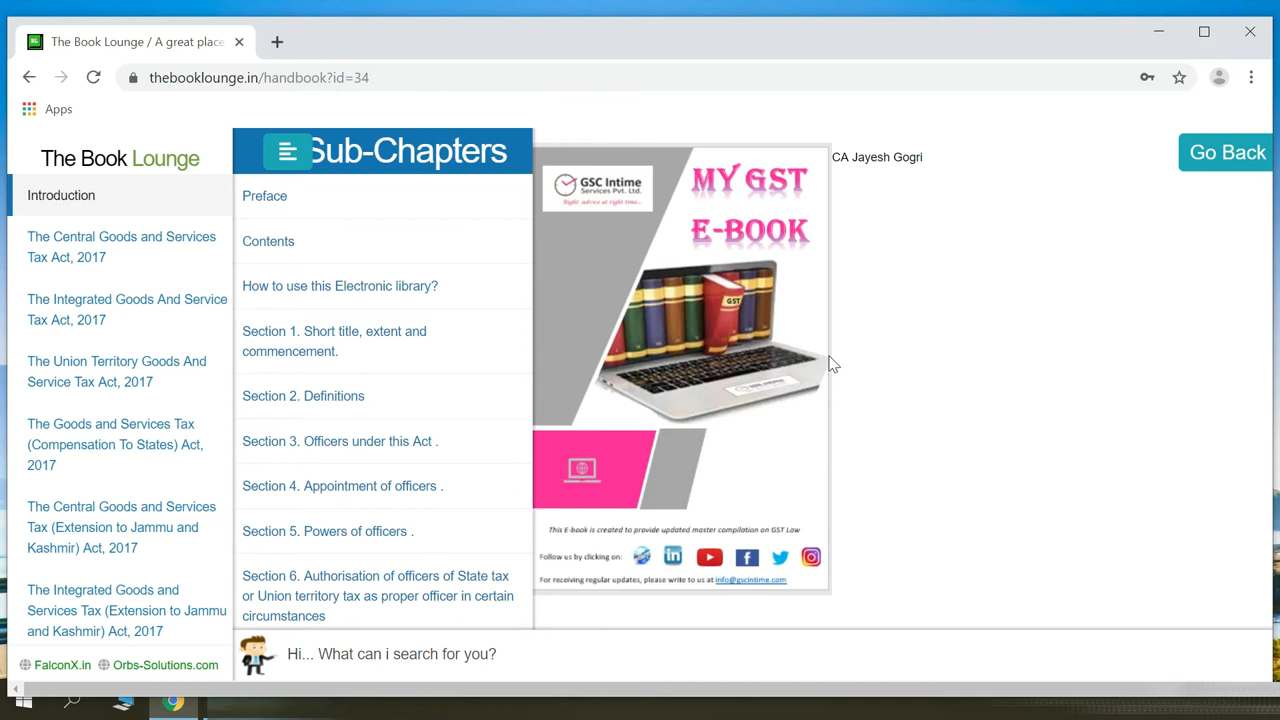 The Book Lounge / A great place
thebooklounge.in/handbook?id=34
Apps
The Book Lounge
Introduction
The Central Goods and Services
Tax Act, 2017
The Integrated Goods And Service
Tax Act, 2017
The Union Territory Goods And
Service Tax Act, 2017
The Goods and Services Tax
(Compensation To States) Act,
2017
The Central Goods and Services
Tax (Extension to Jammu and
Kashmir) Act, 2017
The Integrated Goods and
Services Tax (Extension to Jammu
and Kashmir) Act, 2017
FalconX.in Orbs-Solutions.com
Sub-Chapters
Preface
Contents
How to use this Electronic library?
Section 1. Short title, extent and
commencement.
Section 2. Definitions
Section 3. Officers under this Act .
Section 4. Appointment of officers .
Section 5. Powers of officers .
Section 6. Authorisation of officers of State tax
or Union territory tax as proper officer in certain
circumstances
GSC Intime
Services Pvt. Ltd.
Right advice at right time...
MY GST
E-BOOK
GST
This E-book is created to provide updated master compilation on GST Law
Follow us by clicking on:
For receiving regular updates, please write to us at info@gscintime.com
CA Jayesh Gogri
Go Back
Hi... What can i search for you?